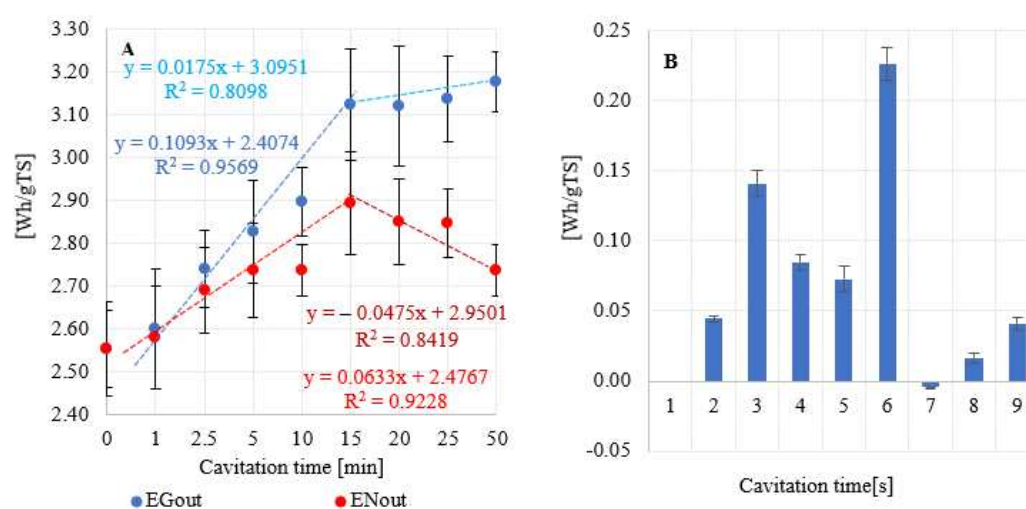 A
[Wh/gTS]
3.30
3.20
3.10
3.00
2.90
2.80
2.70
2.60
2.50
2.40
y = 0.0175x + 3.0951
R² = 0.8098
y = 0.1093x + 2.4074
R² = 0.9569
y = – 0.0475x + 2.9501
R² = 0.8419
y = 0.0633x + 2.4767
R² = 0.9228
0 1 2.5 5 10 15 20 25 50
Cavitation time [min]
EGout ENout
B
[Wh/gTS]
0.25
0.20
0.15
0.10
0.05
0.00
-0.05
1 2 3 4 5 6 7 8 9
Cavitation time[s]